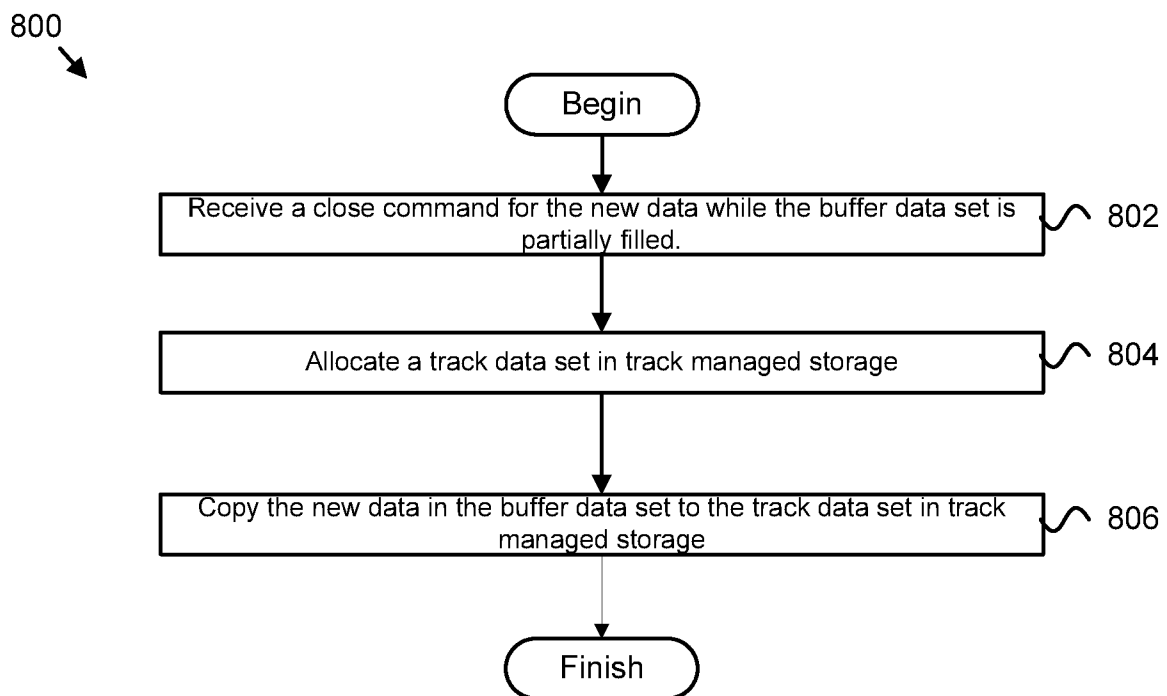 800
Begin
Receive a close command for the new data while the buffer data set is
partially filled.
802
Allocate a track data set in track managed storage
804
Copy the new data in the buffer data set to the track data set in track
managed storage
806
Finish